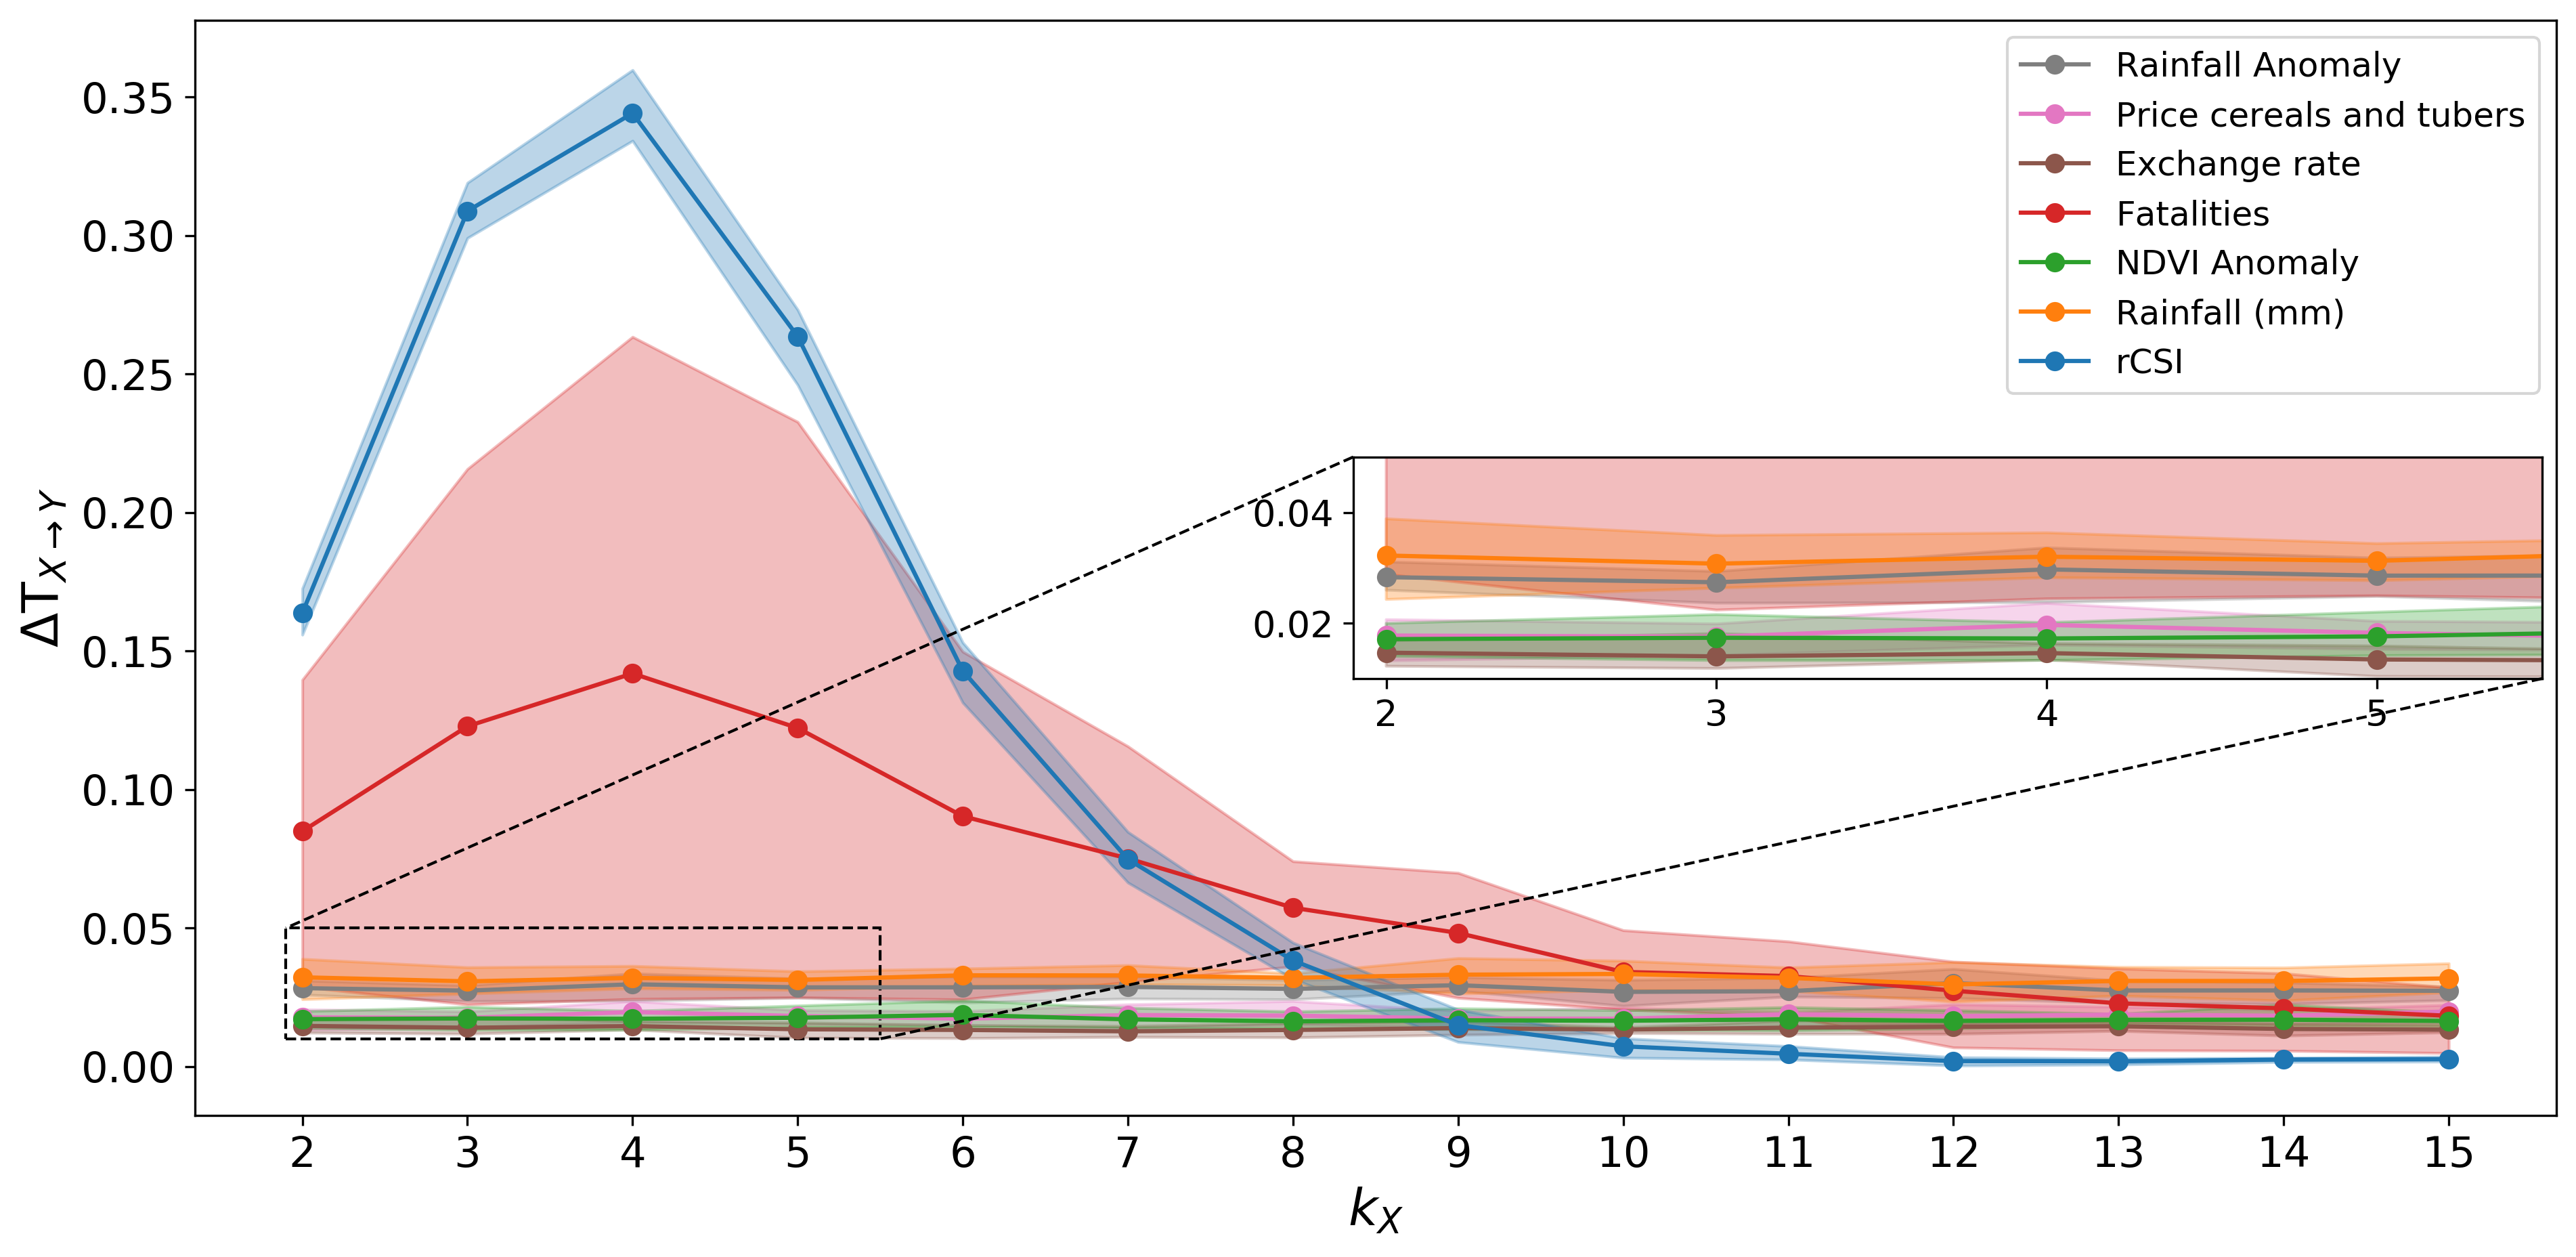 ΔT X→Y
0.35
0.30
0.25
0.20
0.15
0.10
0.05
0.00
2 3 4 5 6 7 8 9 10 11 12 13 14 15
k X
Rainfall Anomaly
Price cereals and tubers
Exchange rate
Fatalities
NDVI Anomaly
Rainfall (mm)
rCSI
0.04
0.02
2 3 4 5